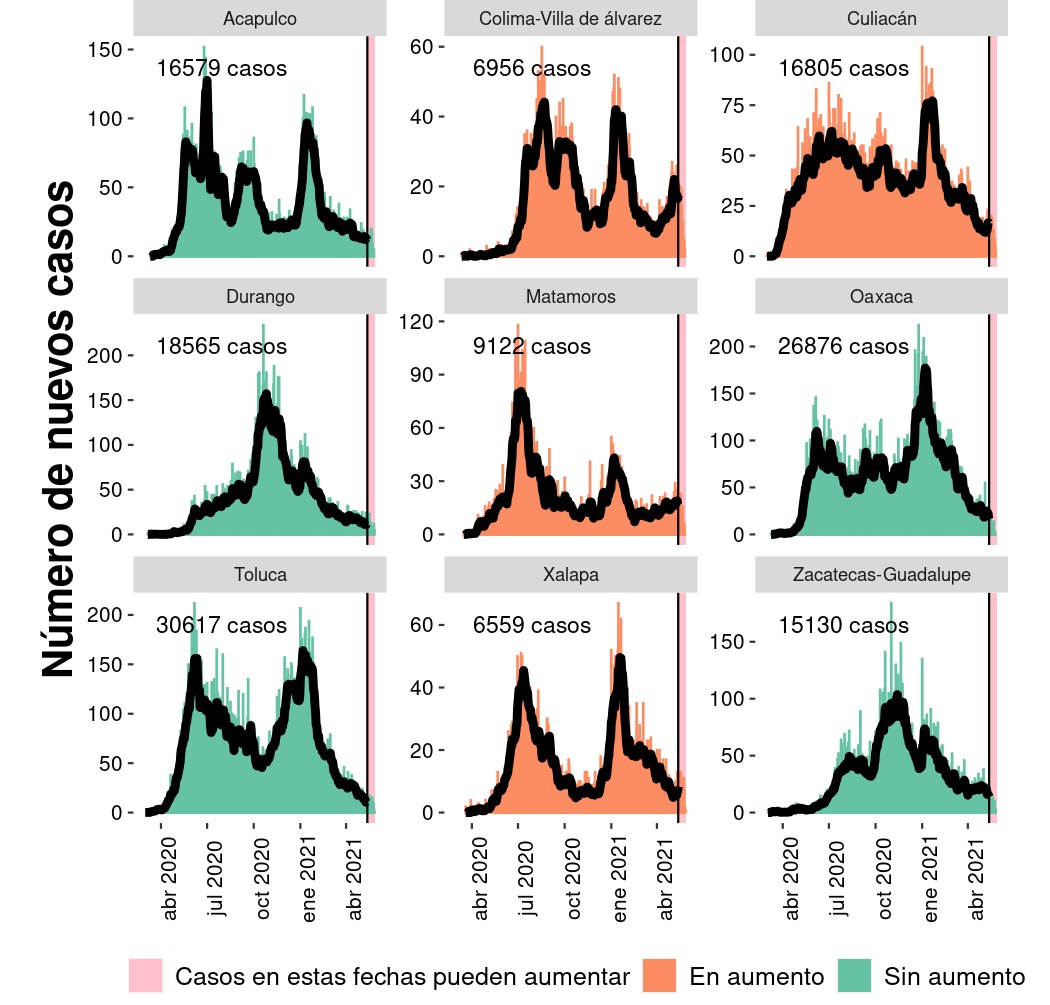 Número de nuevos casos
Acapulco
Colima-Villa de álvarez
Culiacán
150
100
50
0
16579 casos
60
40
20
0
6956 casos
100
75
50
25
0
16805 casos
Durango
Matamoros
Oaxaca
200
150
100
50
0
18565 casos
120
90
60
30
0
9122 casos
200
150
100
50
0
26876 casos
Toluca
Xalapa
Zacatecas-Guadalupe
200
150
100
50
0
30617 casos
60
40
20
0
6559 casos
150
100
50
0
15130 casos
abr 2020
jul 2020
oct 2020
ene 2021
abr 2021
abr 2020
jul 2020
oct 2020
ene 2021
abr 2021
abr 2020
jul 2020
oct 2020
ene 2021
abr 2021
Casos en estas fechas pueden aumentar
En aumento
Sin aumento